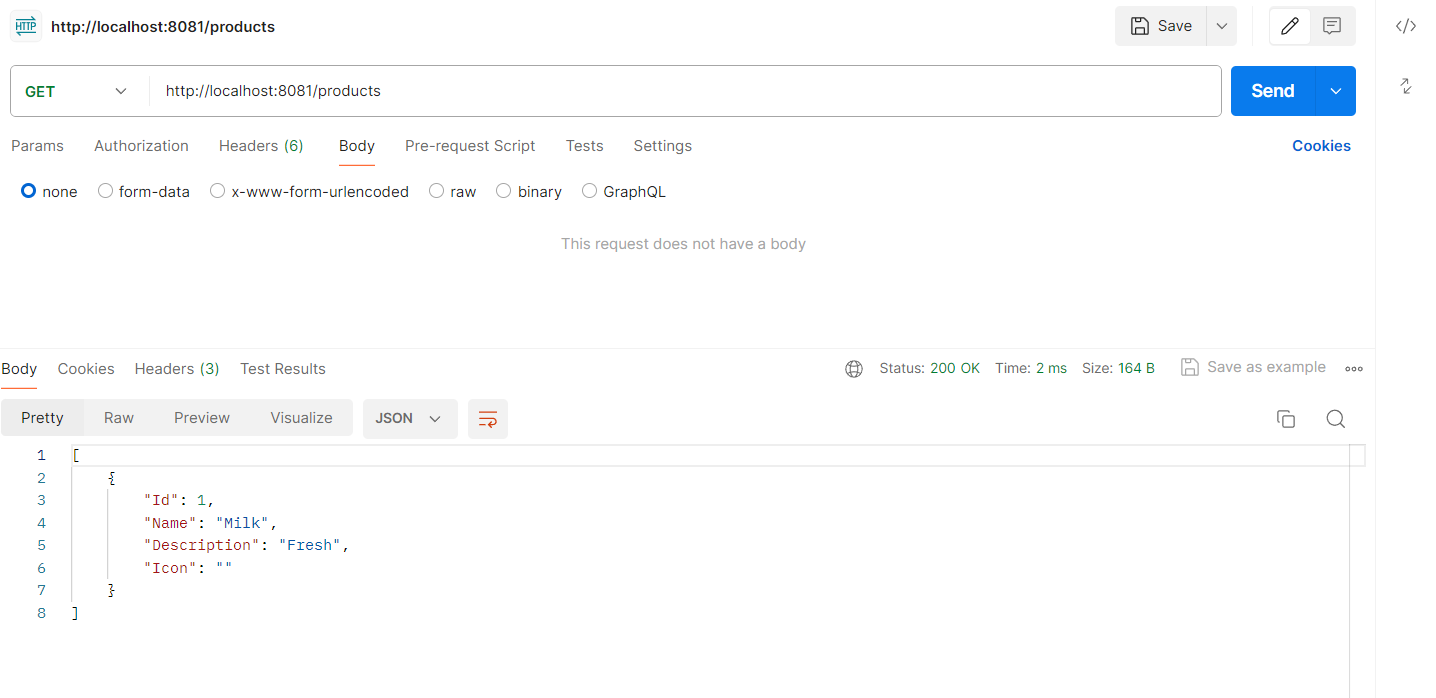 HTTP http://localhost:8081/products Save
GET http://localhost:8081/products Send
Params Authorization Headers (6) Body Pre-request Script Tests Settings Cookies
none form-data x-www-form-urlencoded raw binary GraphQL
This request does not have a body
Body Cookies Headers (3) Test Results Status: 200 OK Time: 2 ms Size: 164 B Save as example
Pretty Raw Preview Visualize JSON
1 [
2 {
3 "Id": 1,
4 "Name": "Milk",
5 "Description": "Fresh",
6 "Icon": ""
7 }
8 ]